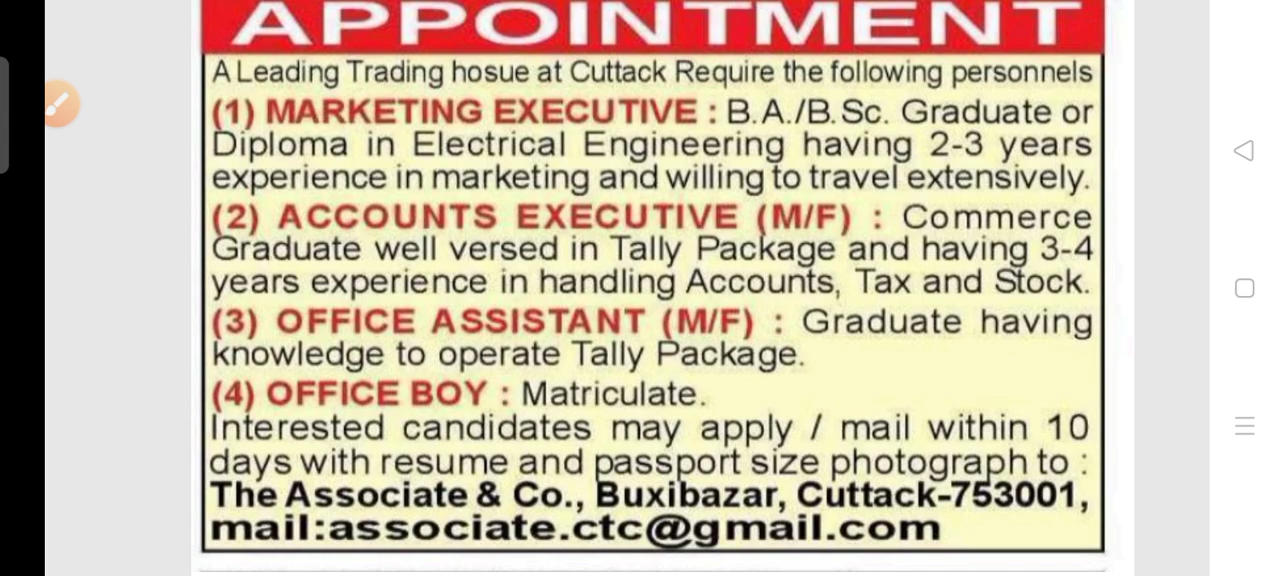 APPOINTMENT
A Leading Trading hosue at Cuttack Require the following personnels
(1) MARKETING EXECUTIVE : B.A./B.Sc. Graduate or
Diploma in Electrical Engineering having 2-3 years
experience in marketing and willing to travel extensively.
(2) ACCOUNTS EXECUTIVE (M/F) : Commerce
Graduate well versed in Tally Package and having 3-4
years experience in handling Accounts, Tax and Stock.
(3) OFFICE ASSISTANT (M/F) : Graduate having
knowledge to operate Tally Package.
(4) OFFICE BOY : Matriculate.
Interested candidates may apply / mail within 10
days with resume and passport size photograph to :
The Associate & Co., Buxibazar, Cuttack-753001,
mail:associate.ctc@gmail.com